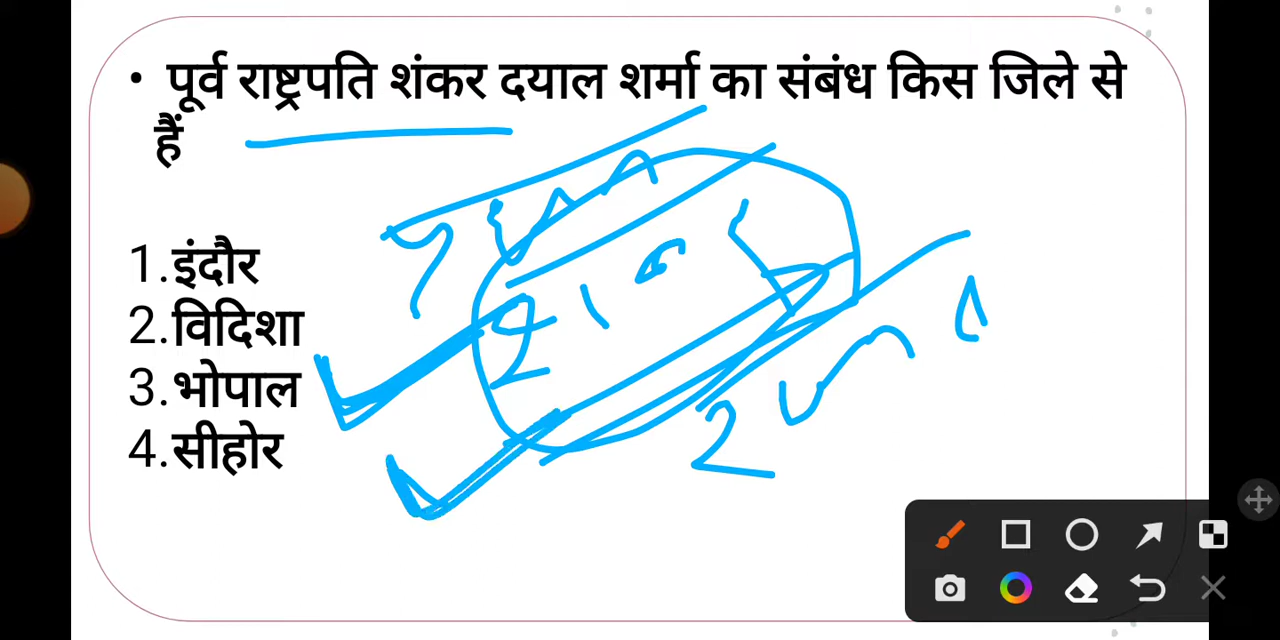 • पूर्व राष्ट्रपति शंकर दयाल शर्मा का संबंध किस जिले से
हैं
1. इंदौर
2. विदिशा
3. भोपाल
4. सीहोर